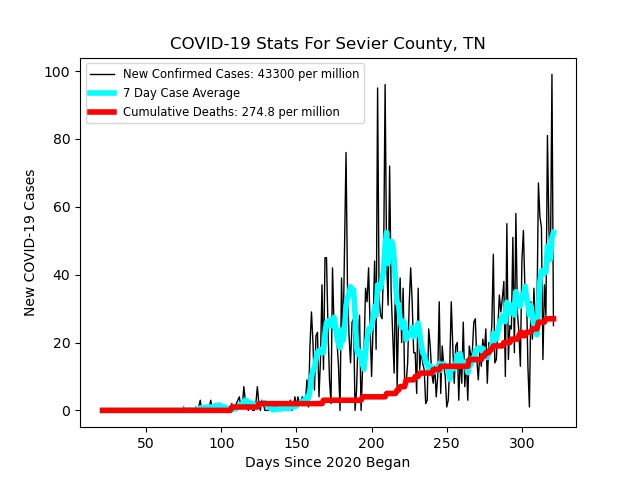 COVID-19 Stats For Sevier County, TN
New Confirmed Cases: 43300 per million
7 Day Case Average
Cumulative Deaths: 274.8 per million
New COVID-19 Cases
100
80
60
40
20
0
50
100
150
200
250
300
Days Since 2020 Began